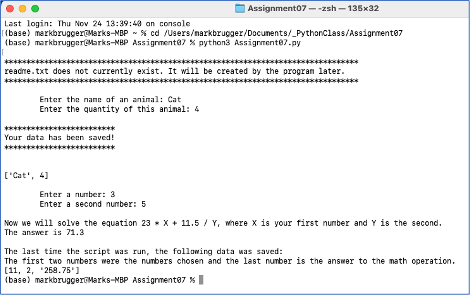 Assignment07 — -zsh — 135×32
Last login: Thu Nov 24 13:39:40 on console
(base) markbrugger@Marks-MBP ~ % cd /Users/markbrugger/Documents/_PythonClass/Assignment07
(base) markbrugger@Marks-MBP Assignment07 % python3 Assignment07.py
*****************************************************************************
readme.txt does not currently exist. It will be created by the program later.
*****************************************************************************
Enter the name of an animal: Cat
Enter the quantity of this animal: 4
************************
Your data has been saved!
************************
['Cat', 4]
Enter a number: 3
Enter a second number: 5
Now we will solve the equation 23 * X + 11.5 / Y, where X is your first number and Y is the second.
The answer is 71.3
The last time the script was run, the following data was saved:
The first two numbers were the numbers chosen and the last number is the answer to the math operation.
[11, 2, '258.75']
(base) markbrugger@Marks-MBP Assignment07 %